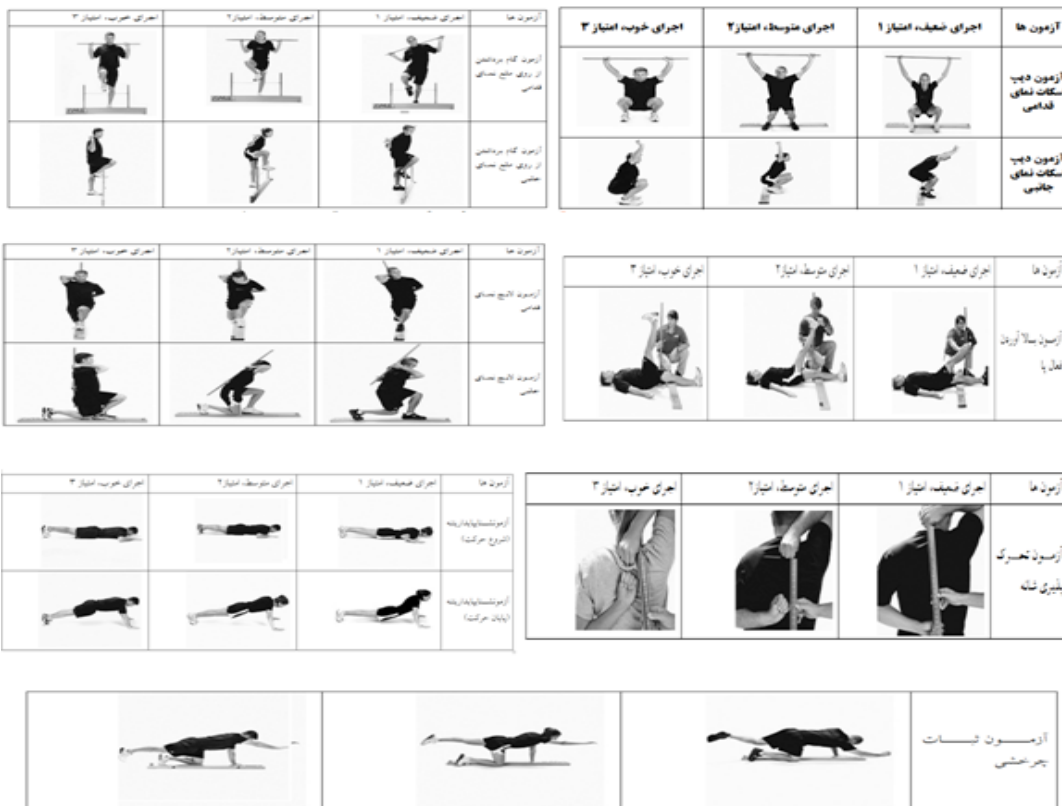 آزمون ها
اجرای ضعیف، امتیاز ۱
اجرای متوسط، امتیاز۲
اجرای خوب، امتیاز ۳
آزمون دیپ
سکات نمای
قدامی
آزمون دیپ
سکات نمای
جانبی
آزمون ها
اجرای ضعیف، امتیاز ۱
اجرای متوسط، امتیاز۲
اجرای خوب، امتیاز ۳
آزمون گام برداشتن
از روی مانع نمای
قدامی
آزمون گام برداشتن
از روی مانع نمای
آزمون ها
اجرای ضعیف، امتیاز ۱
اجرای متوسط، امتیاز۲
اجرای خوب، امتیاز ۳
آزمون بالا آوردن
فعال پا
آزمون ها
اجرای ضعیف، امتیاز ۱
اجرای متوسط، امتیاز۲
اجرای خوب، امتیاز ۳
آزمون لانج نمای
قدامی
آزمون لانج نمای
آزمون ها
اجرای ضعیف، امتیاز ۱
اجرای متوسط، امتیاز۲
اجرای خوب، امتیاز ۳
آزمون تحرک
پذیری شانه
آزمون ها
اجرای ضعیف، امتیاز ۱
اجرای متوسط، امتیاز۲
اجرای خوب، امتیاز ۳
(شروع حرکت)
(پایان حرکت)
آزمون ثبات
چرخشی